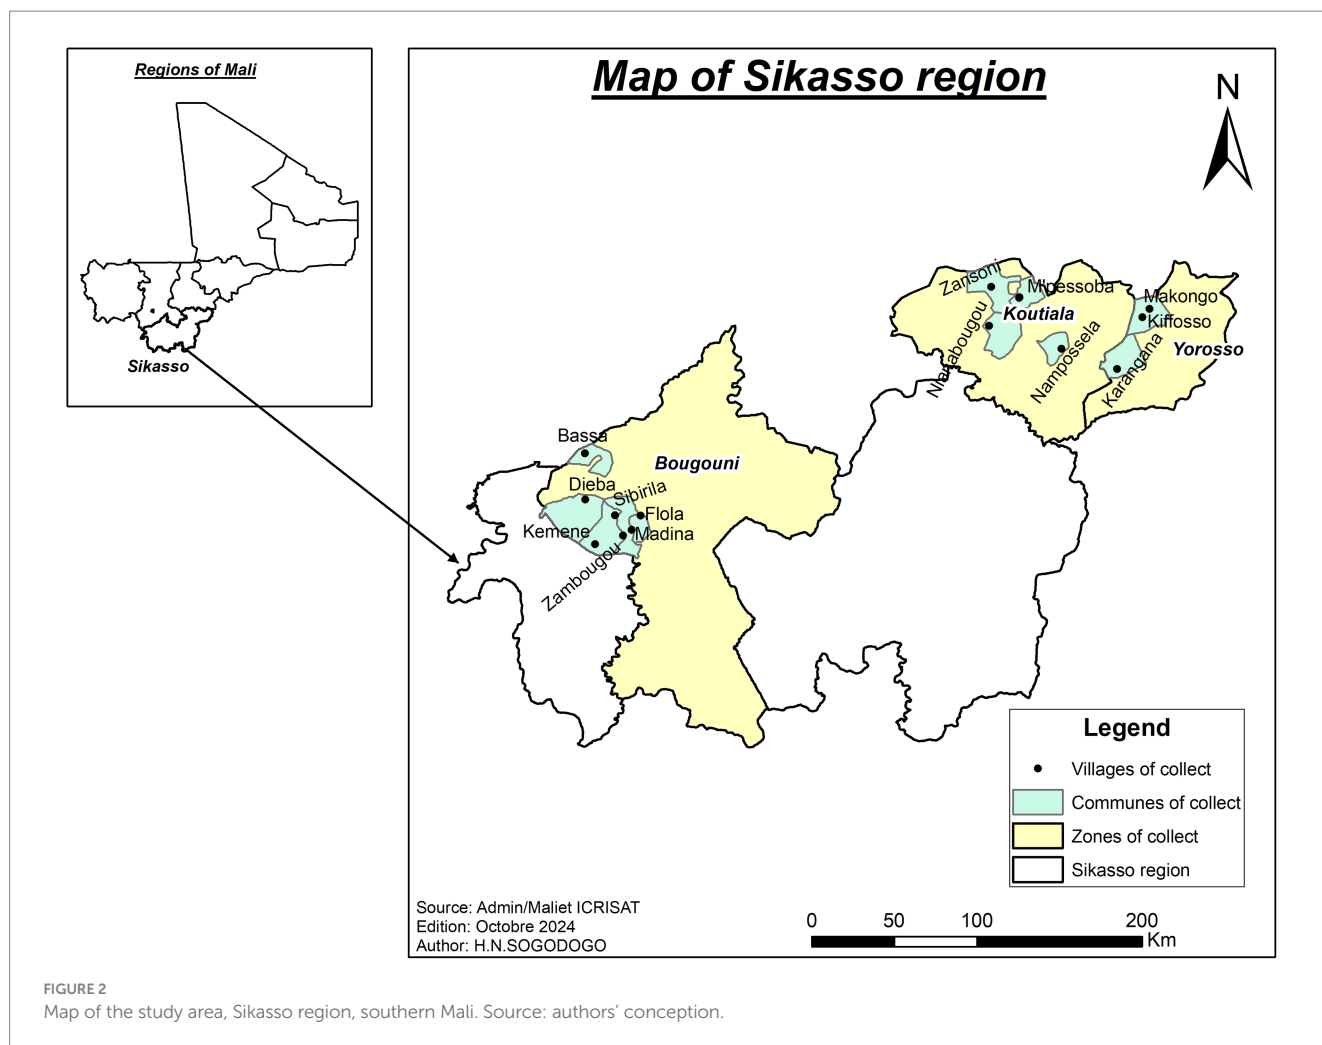 Regions of Mali
Sikasso
Map of Sikasso region
N
Zansoni
M'pessoba
Koutiala
Makongo
Kiffosso
Yorosso
Nianabougou
Nampossela
Karangana
Bassa
Bougouni
Dieba
Sibirila
Flola
Kemene
Madina
Zambougou
Legend
Villages of collect
Communes of collect
Zones of collect
Sikasso region
Source: Admin/Maliet ICRISAT
Edition: Octobre 2024
Author: H.N.SOGODOGO
0 50 100 200
Km
FIGURE 2
Map of the study area, Sikasso region, southern Mali. Source: authors' conception.